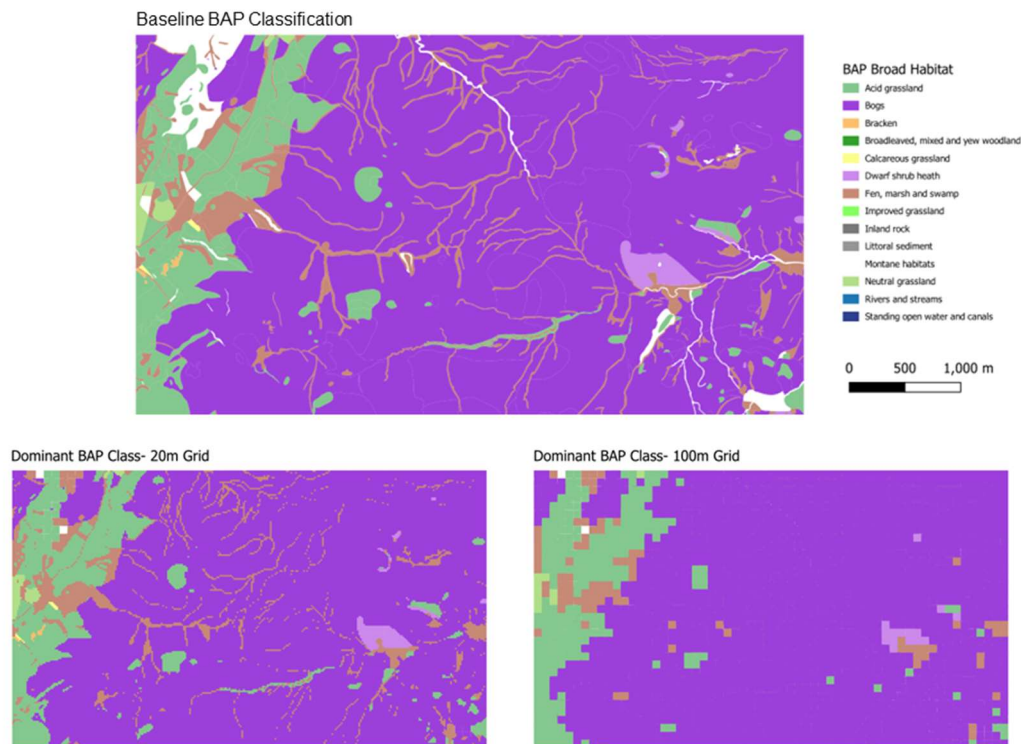 Baseline BAP Classification
BAP Broad Habitat
Acid grassland
Bogs
Bracken
Broadleaved, mixed and yew woodland
Calcareous grassland
Dwarf shrub heath
Fen, marsh and swamp
Improved grassland
Inland rock
Littoral sediment
Montane habitats
Neutral grassland
Rivers and streams
Standing open water and canals
0 500 1,000 m
Dominant BAP Class- 20m Grid
Dominant BAP Class- 100m Grid